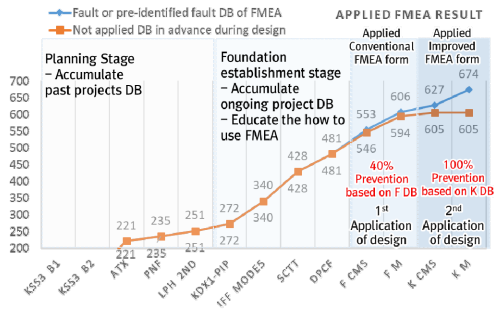 Fault or pre-identified fault DB of FMEA
Not applied DB in advance during design
APPLIED FMEA RESULT
Planning Stage
– Accumulate
past projects DB
Foundation
establishment stage
– Accumulate
ongoing project DB
– Educate the how to
use FMEA
Applied
Conventional
FMEA form
Applied
Improved
FMEA form
700
650
600
550
500
450
400
350
300
250
200
221
235
251
272
340
428
481
553
606
627
674
221
235
251
272
340
428
481
546
594
605
605
40%
Prevention
based on F DB
100%
Prevention
based on K DB
1st
Application
of design
2nd
Application
of design
KSS3 B1
KSS3 B2
ATX
PNF
LPH 2ND
KDX1-PIP
IFF MODE5
SCTT
DPCF
F CMS
F M
K CMS
K M